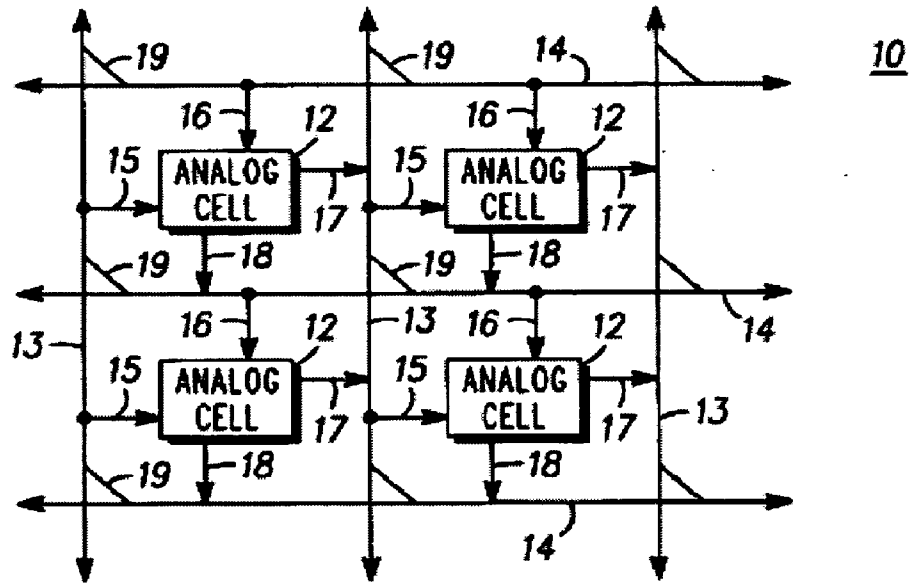 19 19 14 10
16 12 16 12
15 ANALOG CELL 17 15 ANALOG CELL 17
19 18 19 18
13 16 12 13 16 12 14
15 ANALOG CELL 17 15 ANALOG CELL 17 13
19 18 18
14